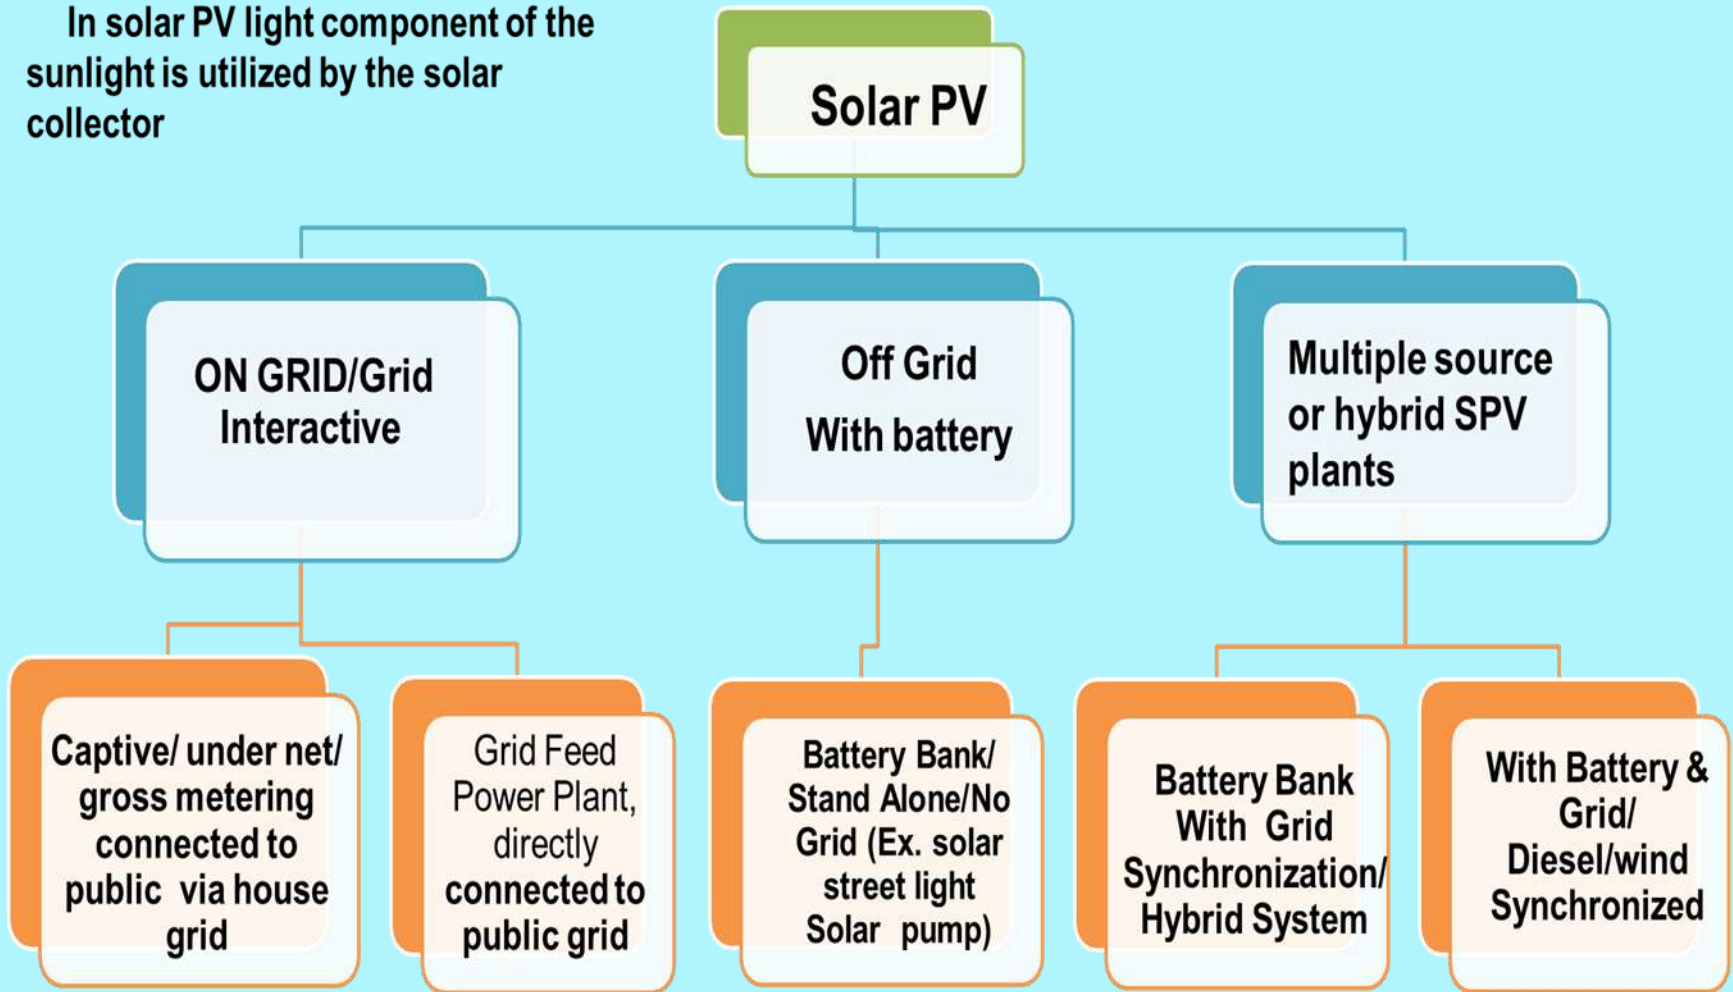 In solar PV light component of the
sunlight is utilized by the solar
collector
Solar PV
ON GRID/Grid
Interactive
Off Grid
With battery
Multiple source
or hybrid SPV
plants
Captive/ under net/
gross metering
connected to
public via house
grid
Grid Feed
Power Plant,
directly
connected to
public grid
Battery Bank/
Stand Alone/No
Grid (Ex. solar
street light
Solar pump)
Battery Bank
With Grid
Synchronization/
Hybrid System
With Battery &
Grid/
Diesel/wind
Synchronized